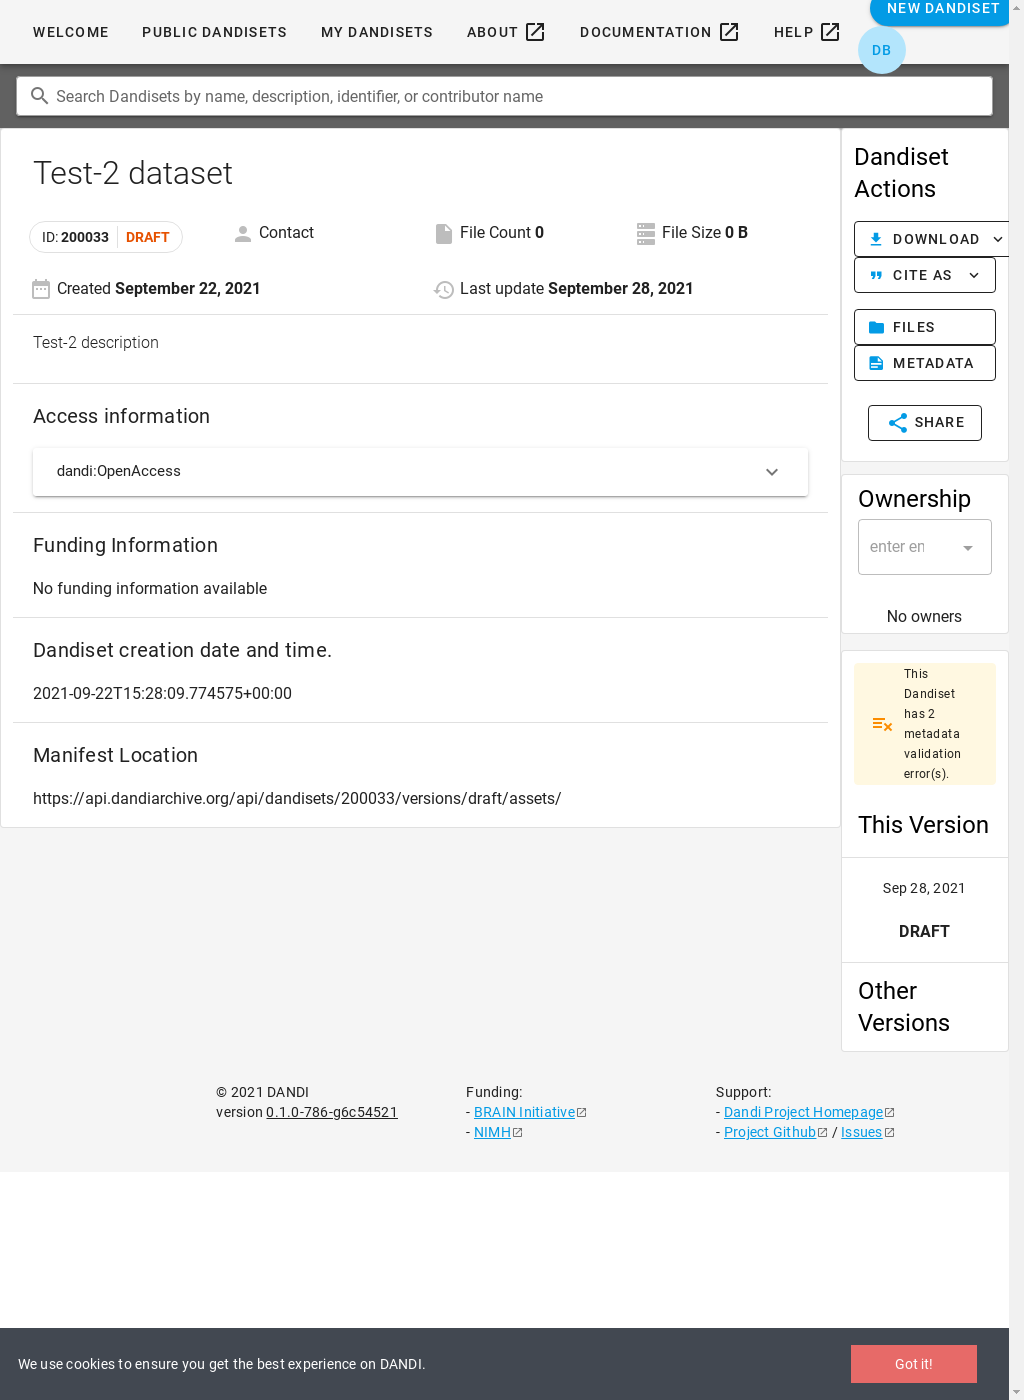 WELCOME PUBLIC DANDISETS MY DANDISETS ABOUT DOCUMENTATION HELP NEW DANDISET
DB
Search Dandisets by name, description, identifier, or contributor name
Test-2 dataset
ID: 200033 DRAFT Contact File Count 0 File Size 0 B
Created September 22, 2021 Last update September 28, 2021
Test-2 description
Access information
dandi:OpenAccess
Funding Information
No funding information available
Dandiset creation date and time.
2021-09-22T15:28:09.774575+00:00
Manifest Location
https://api.dandiarchive.org/api/dandisets/200033/versions/draft/assets/
Dandiset
Actions
DOWNLOAD
CITE AS
FILES
METADATA
SHARE
Ownership
enter en
No owners
This
Dandiset
has 2
metadata
validation
error(s).
This Version
Sep 28, 2021
DRAFT
Other
Versions
© 2021 DANDI
version 0.1.0-786-g6c54521
Funding:
- BRAIN Initiative
- NIMH
Support:
- Dandi Project Homepage
- Project Github / Issues
We use cookies to ensure you get the best experience on DANDI.
Got it!